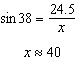 sin 38 = 24.5/x
x ≈ 40